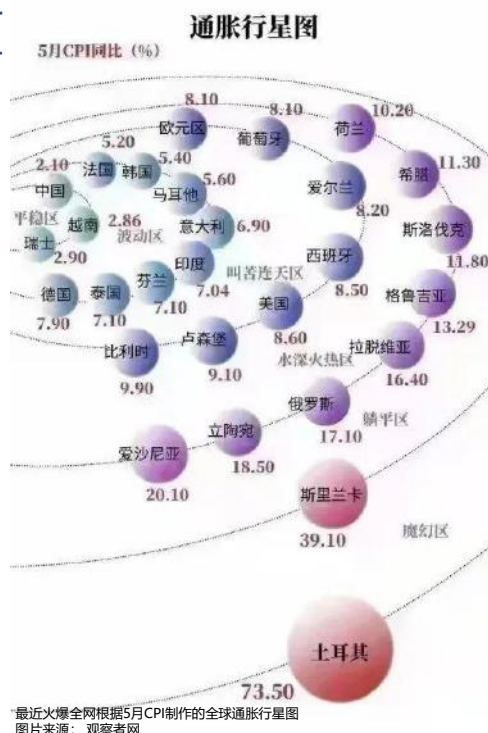 通胀行星图
5月CPI同比（%）
8.10
欧元区
8.10
葡萄牙
10.20
荷兰
5.20
法国
韩国
5.40
11.30
希腊
2.10
中国
马耳他
5.60
爱尔兰
8.20
平稳区
越南
2.86
波动区
意大利
6.90
斯洛伐克
11.80
瑞士
2.90
印度
7.04
叫苦连天区
西班牙
8.50
德国
7.90
泰国
7.10
芬兰
7.10
美国
8.60
格鲁吉亚
13.29
比利时
9.90
卢森堡
9.10
水深火热区
拉脱维亚
16.40
俄罗斯
17.10
躺平区
立陶宛
18.50
爱沙尼亚
20.10
斯里兰卡
39.10
魔幻区
土耳其
73.50
最近火爆全网根据5月CPI制作的全球通胀行星图
图片来源： 观察者网